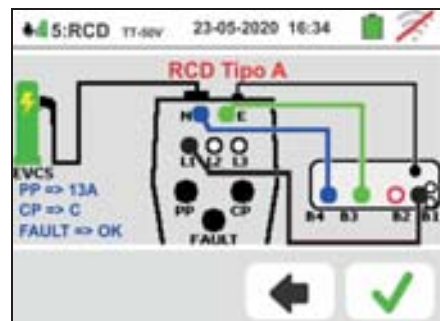 5:RCD TT-50V 23-05-2020 16:34
RCD Tipo A
N E
L1 L2 L3
EVCS
PP => 13A
CP => C
FAULT => OK
PP CP
FAULT
B4 B3 B2 B1